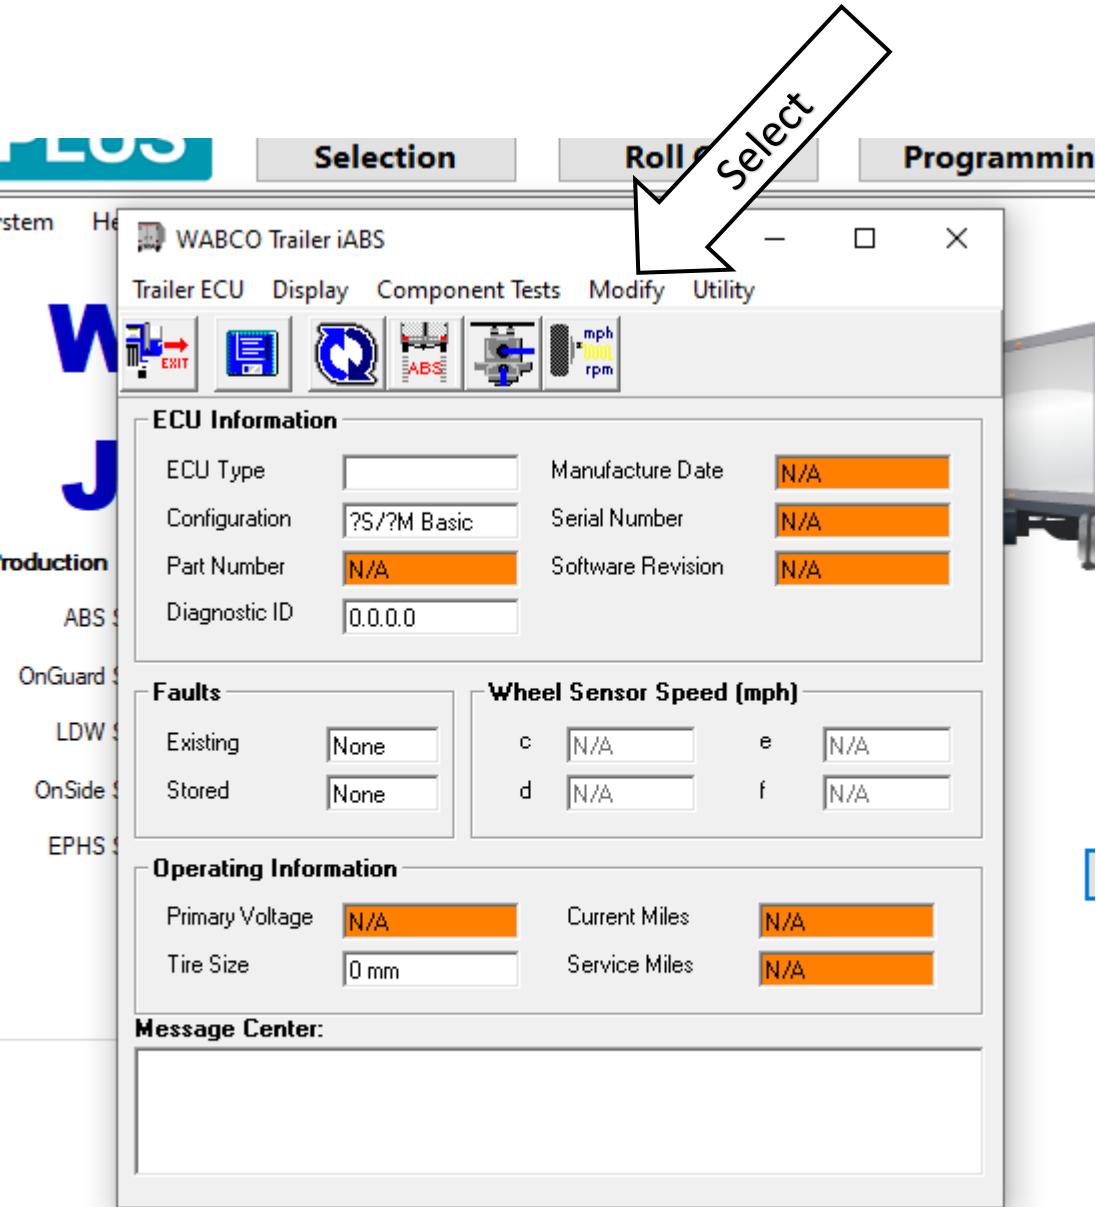 Select
PLUS
Selection
Roll
Programmin
stem
He
WABCO Trailer iABS
Trailer ECU Display Component Tests Modify Utility
EXIT
ABS
mph
rpm
W
J
roduction
ABS S
OnGuard S
LDW S
OnSide S
EPHS S
ECU Information
ECU Type
Manufacture Date N/A
Configuration ?S/?M Basic
Serial Number N/A
Part Number N/A
Software Revision N/A
Diagnostic ID 0.0.0.0
Faults
Existing None
Stored None
Wheel Sensor Speed (mph)
c N/A e N/A
d N/A f N/A
Operating Information
Primary Voltage N/A
Current Miles N/A
Tire Size 0 mm
Service Miles N/A
Message Center: